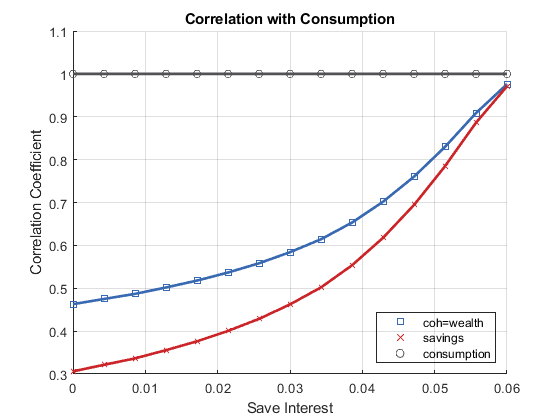 Correlation with Consumption
1.1
1
0.9
0.8
0.7
0.6
0.5
0.4
0.3
Correlation Coefficient
coh=wealth
savings
consumption
0
0.01
0.02
0.03
0.04
0.05
0.06
Save Interest